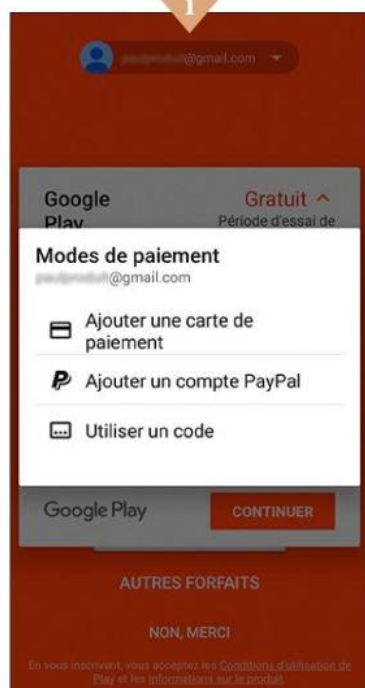 1
@gmail.com
Google
Play
Gratuit
Période d'essai de
Modes de paiement
@gmail.com
Ajouter une carte de
paiement
Ajouter un compte PayPal
Utiliser un code
Google Play
CONTINUER
AUTRES FORFAITS
NON, MERCI
En vous inscrivant, vous acceptez les Conditions d'utilisation de
Play et les Informations sur le produit.